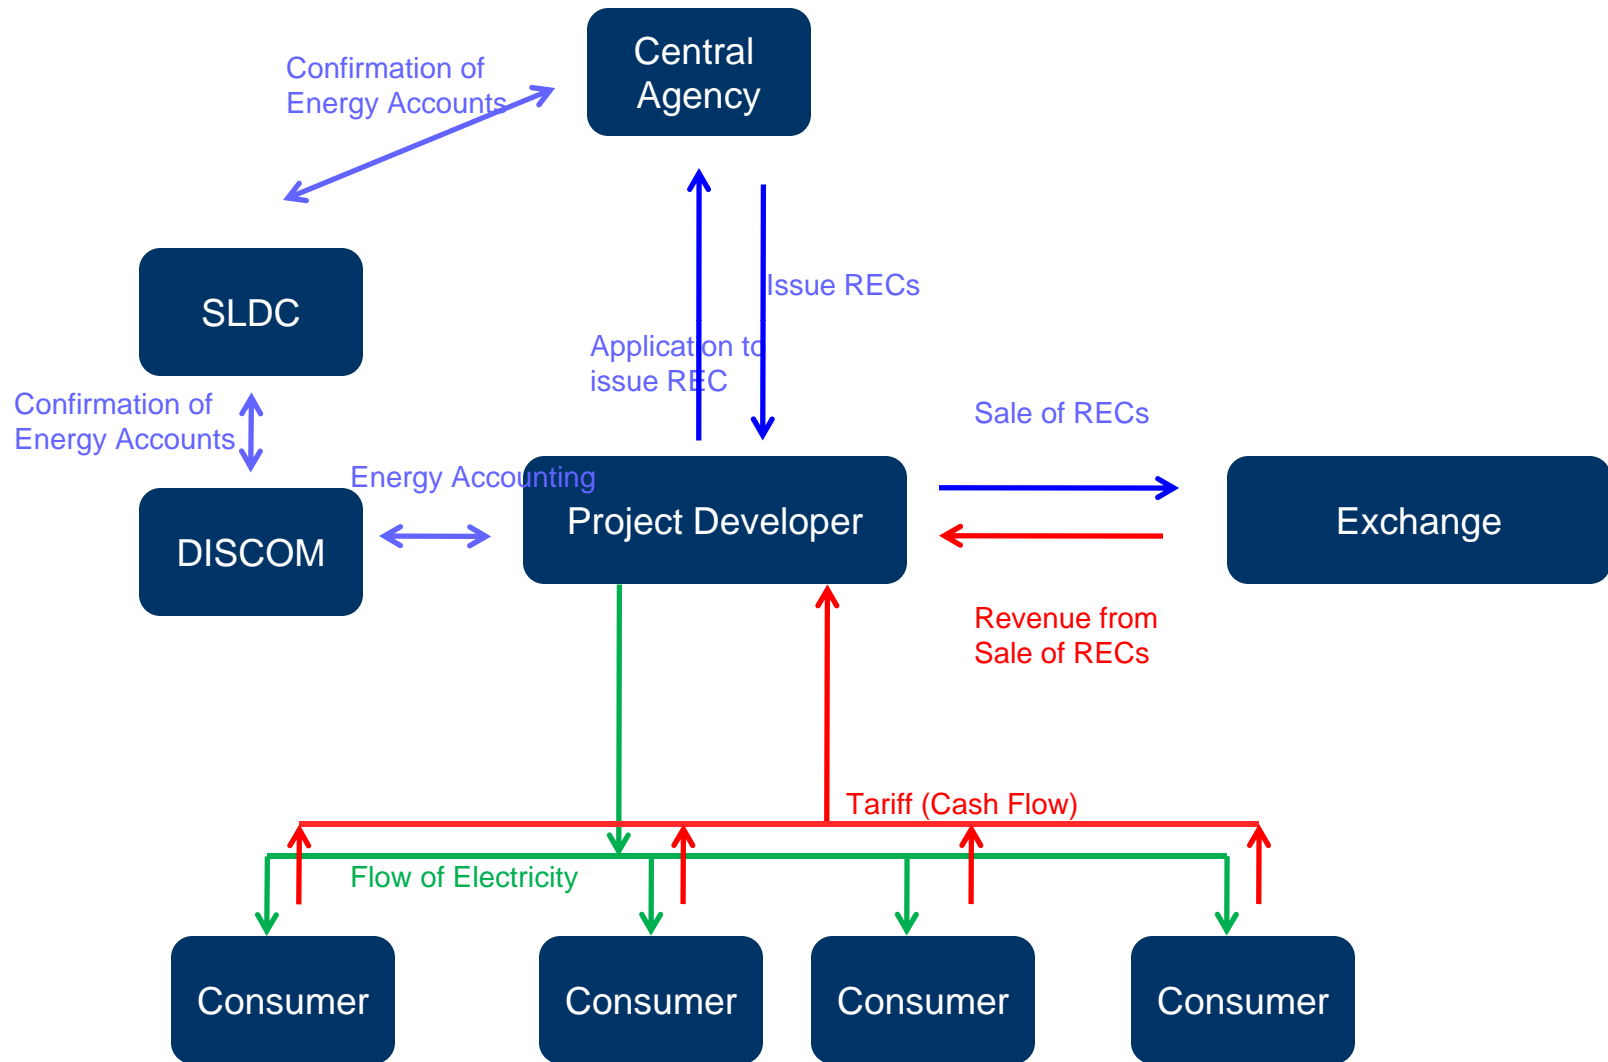 Central
Agency
Confirmation of
Energy Accounts
SLDC
Issue RECs
Application to
issue REC
Confirmation of
Energy Accounts
Sale of RECs
Energy Accounting
Project Developer
Exchange
DISCOM
Revenue from
Sale of RECs
Tariff (Cash Flow)
Flow of Electricity
Consumer
Consumer
Consumer
Consumer